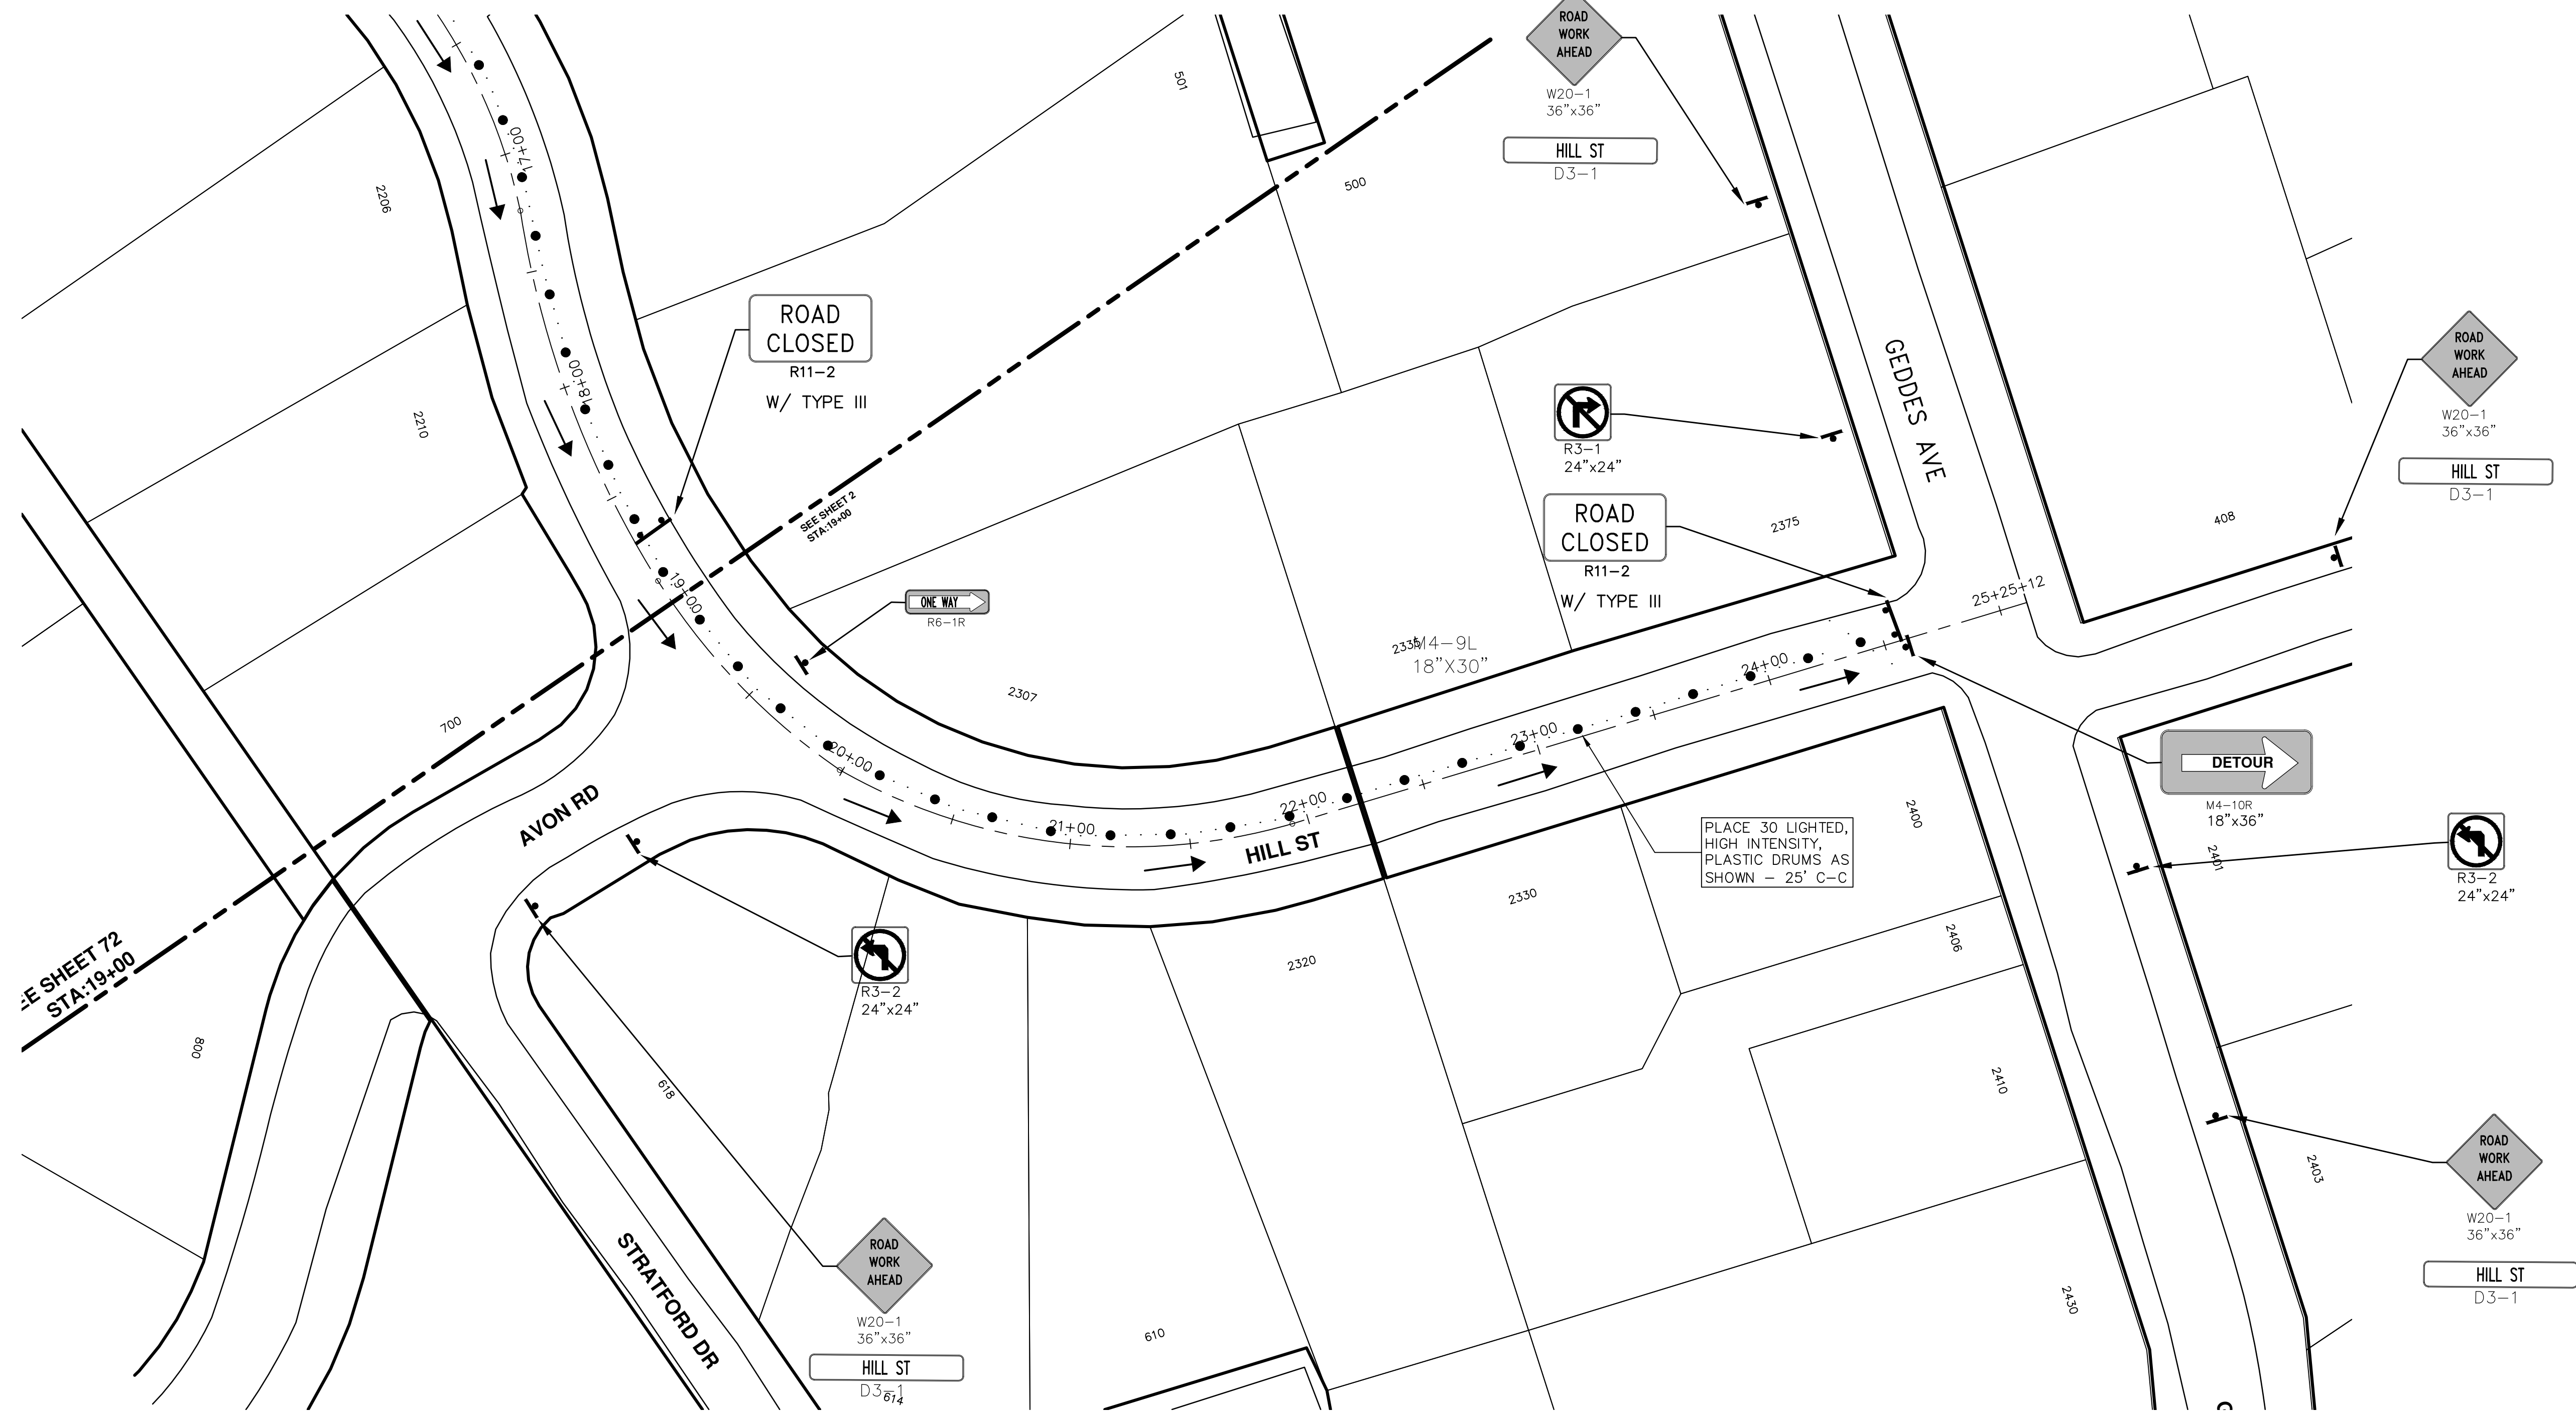 ROAD
WORK
AHEAD
W20-1
36"x36"
HILL ST
D3-1
501
500
17+00
2206
18+00
2210
ROAD
CLOSED
R11-2
W/ TYPE III
SEE SHEET 2
STA:19+00
GEDDES AVE
R3-1
24"x24"
2375
ROAD
CLOSED
R11-2
W/ TYPE III
ROAD
WORK
AHEAD
W20-1
36"x36"
HILL ST
D3-1
408
25+25+12
19+00
ONE WAY
R6-1R
2335
M4-9L
18"X30"
2307
700
24+00
23+00
22+00
21+00
20+00
HILL ST
AVON RD
DETOUR
M4-10R
18"x36"
2400
2401
PLACE 30 LIGHTED,
HIGH INTENSITY,
PLASTIC DRUMS AS
SHOWN - 25' C-C
R3-2
24"x24"
2330
2406
2320
EE SHEET 72
STA:19+00
R3-2
24"x24"
800
618
2410
2403
ROAD
WORK
AHEAD
W20-1
36"x36"
HILL ST
D3-1
STRATFORD DR
ROAD
WORK
AHEAD
W20-1
36"x36"
HILL ST
D3-1
614
610
2430